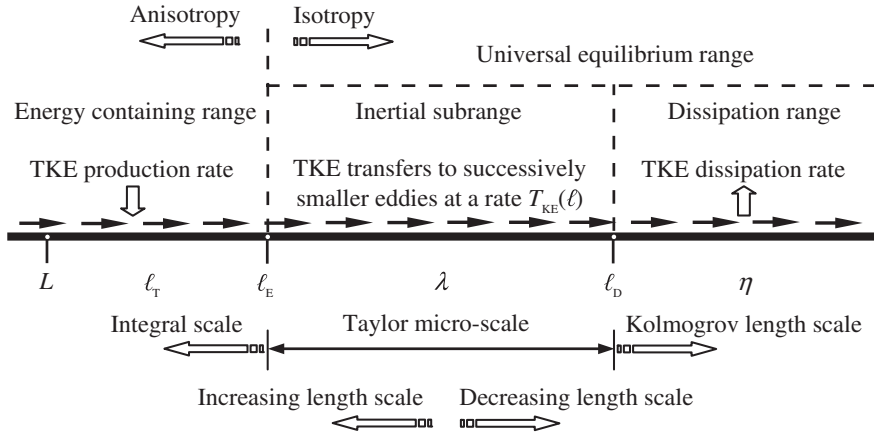 Anisotropy
Isotropy
Universal equilibrium range
Energy containing range
Inertial subrange
Dissipation range
TKE production rate
TKE transfers to successively
smaller eddies at a rate T_KE(ℓ)
TKE dissipation rate
L
ℓ_T
ℓ_E
λ
ℓ_D
η
Integral scale
Taylor micro-scale
Kolmogrov length scale
Increasing length scale
Decreasing length scale